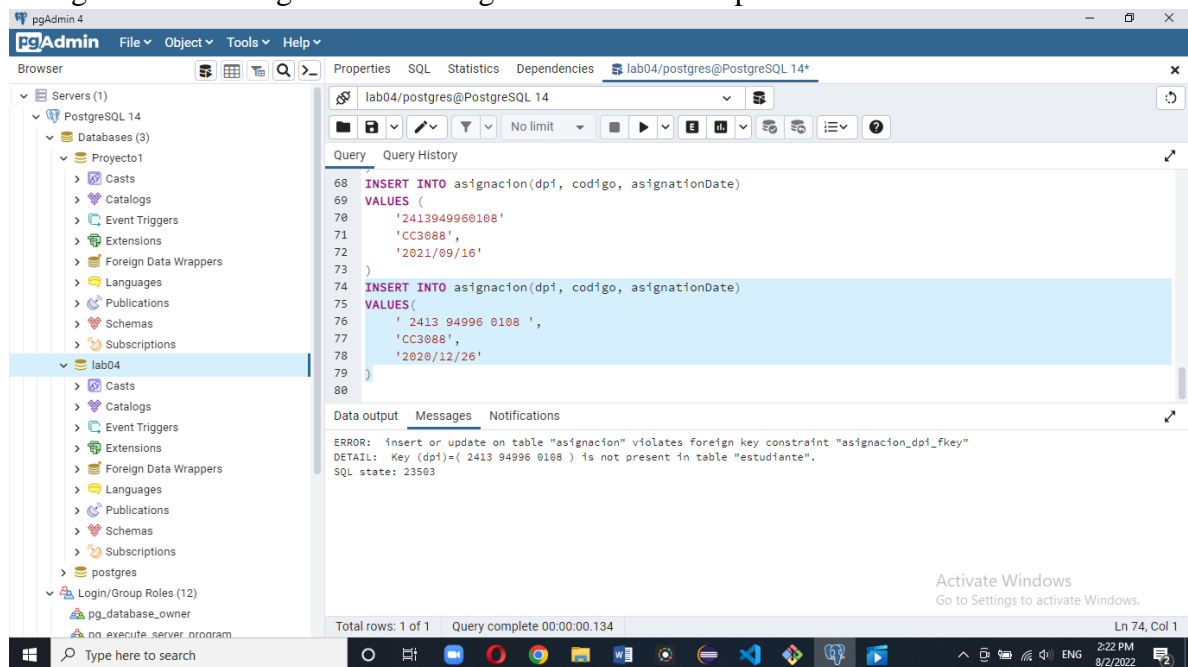 pgAdmin 4
pgAdmin File Object Tools Help
Browser
Properties SQL Statistics Dependencies lab04/postgres@PostgreSQL 14*
Servers (1)
PostgreSQL 14
Databases (3)
Proyecto1
Casts
Catalogs
Event Triggers
Extensions
Foreign Data Wrappers
Languages
Publications
Schemas
Subscriptions
lab04
Casts
Catalogs
Event Triggers
Extensions
Foreign Data Wrappers
Languages
Publications
Schemas
Subscriptions
postgres
Login/Group Roles (12)
pg_database_owner
pg_execute_server_program
lab04/postgres@PostgreSQL 14
No limit
Query Query History
68 INSERT INTO asignacion(dpi, codigo, asignationDate)
69 VALUES (
70 '2413949960108'
71 'CC3088',
72 '2021/09/16'
73 )
74 INSERT INTO asignacion(dpi, codigo, asignationDate)
75 VALUES(
76 ' 2413 94996 0108 ',
77 'CC3088',
78 '2020/12/26'
79 )
80
Data output Messages Notifications
ERROR: insert or update on table "asignacion" violates foreign key constraint "asignacion_dpi_fkey"
DETAIL: Key (dpi)=( 2413 94996 0108 ) is not present in table "estudiante".
SQL state: 23503
Activate Windows
Go to Settings to activate Windows.
Total rows: 1 of 1 Query complete 00:00:00.134 Ln 74, Col 1
Type here to search
ENG
2:22 PM
8/2/2022
2